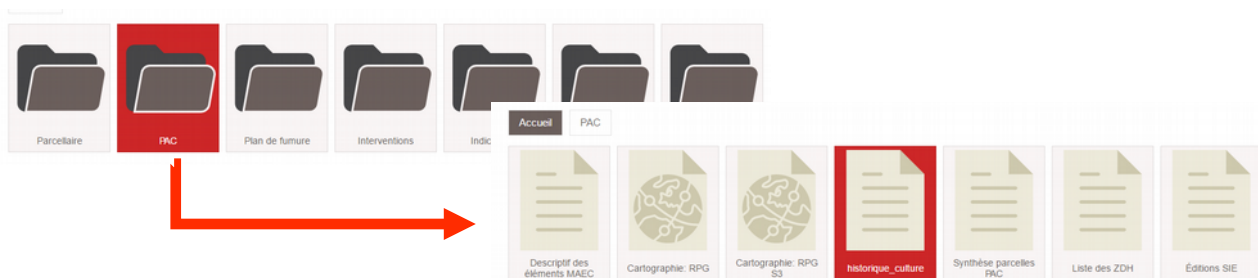 Parcellaire
PAC
Plan de fumure
Interventions
Indic
Accueil
PAC
Descriptif des
éléments MAEC
Cartographie: RPG
Cartographie: RPG
S3
historique_culture
Synthèse parcelles
PAC
Liste des ZDH
Éditions SIE